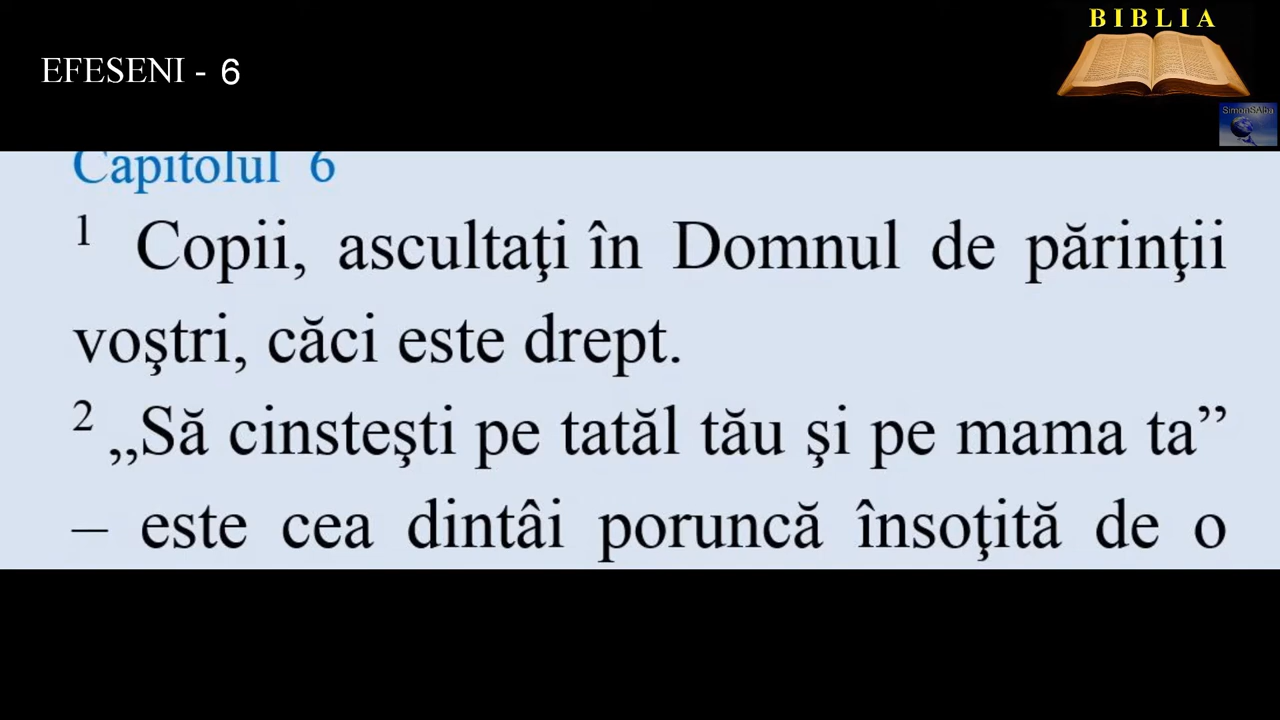 BIBLIA
EFESENI - 6
SimonSAlba
Capitolul 6
1 Copii, ascultaţi în Domnul de părinţii
voştri, căci este drept.
2 „Să cinsteşti pe tatăl tău şi pe mama ta”
– este cea dintâi poruncă însoţită de o